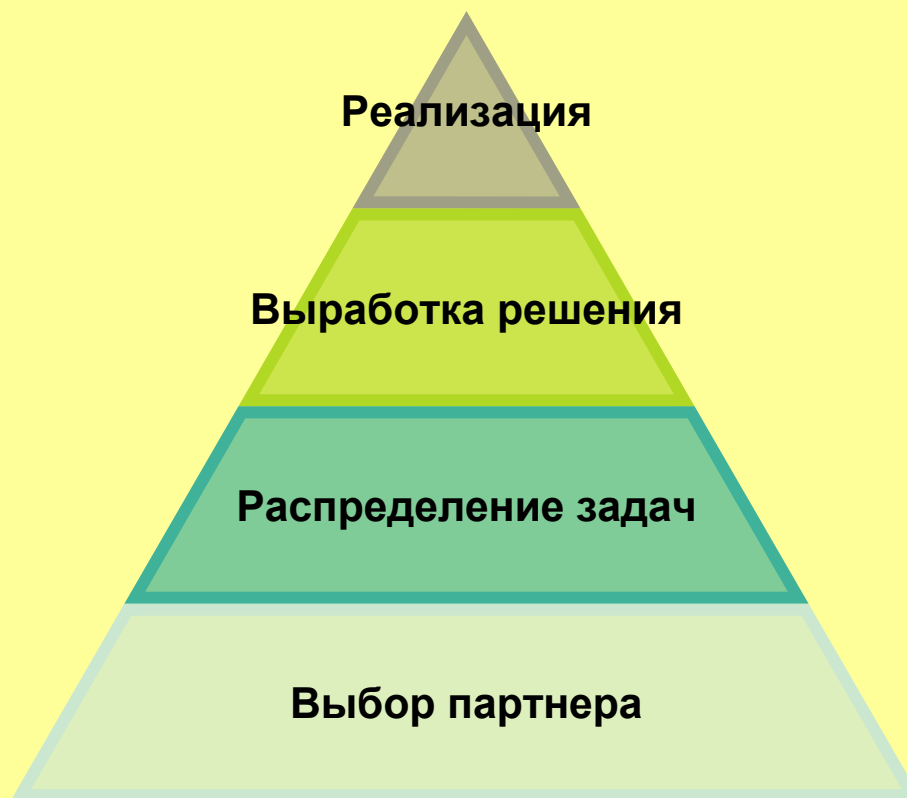 Реализация
Выработка решения
Распределение задач
Выбор партнера